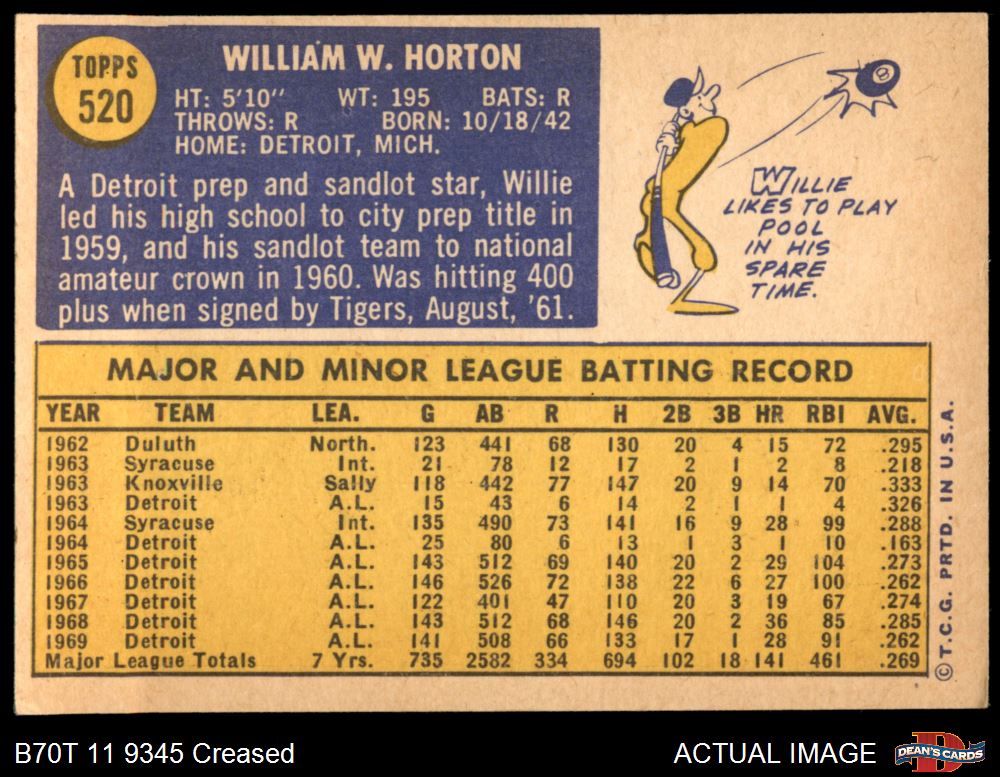 TOPPS
520
WILLIAM W. HORTON
HT: 5'10" WT: 195 BATS: R
THROWS: R BORN: 10/18/42
HOME: DETROIT, MICH.
A Detroit prep and sandlot star, Willie
led his high school to city prep title in
1959, and his sandlot team to national
amateur crown in 1960. Was hitting 400
plus when signed by Tigers, August, '61.
8
WILLIE
LIKES TO PLAY
POOL
IN HIS
SPARE
TIME.
MAJOR AND MINOR LEAGUE BATTING RECORD
YEAR TEAM LEA. G AB R H 2B 3B HR RBI AVG.
1962 Duluth North. 123 441 68 130 20 4 15 72 .295
1963 Syracuse Int. 21 78 12 17 2 1 2 8 .218
1963 Knoxville Sally 118 442 77 147 20 9 14 70 .333
1963 Detroit A.L. 15 43 6 14 2 1 1 4 .326
1964 Syracuse Int. 135 490 73 141 16 9 28 99 .288
1964 Detroit A.L. 25 80 6 13 1 3 1 10 .163
1965 Detroit A.L. 143 512 69 140 20 2 29 104 .273
1966 Detroit A.L. 146 526 72 138 22 6 27 100 .262
1967 Detroit A.L. 122 401 47 110 20 3 19 67 .274
1968 Detroit A.L. 143 512 68 146 20 2 36 85 .285
1969 Detroit A.L. 141 508 66 133 17 1 28 91 .262
Major League Totals 7 Yrs. 735 2582 334 694 102 18 141 461 .269
©T.C.G. PRTD. IN U.S.A.
B70T 11 9345 Creased
ACTUAL IMAGE
DEAN'S CARDS